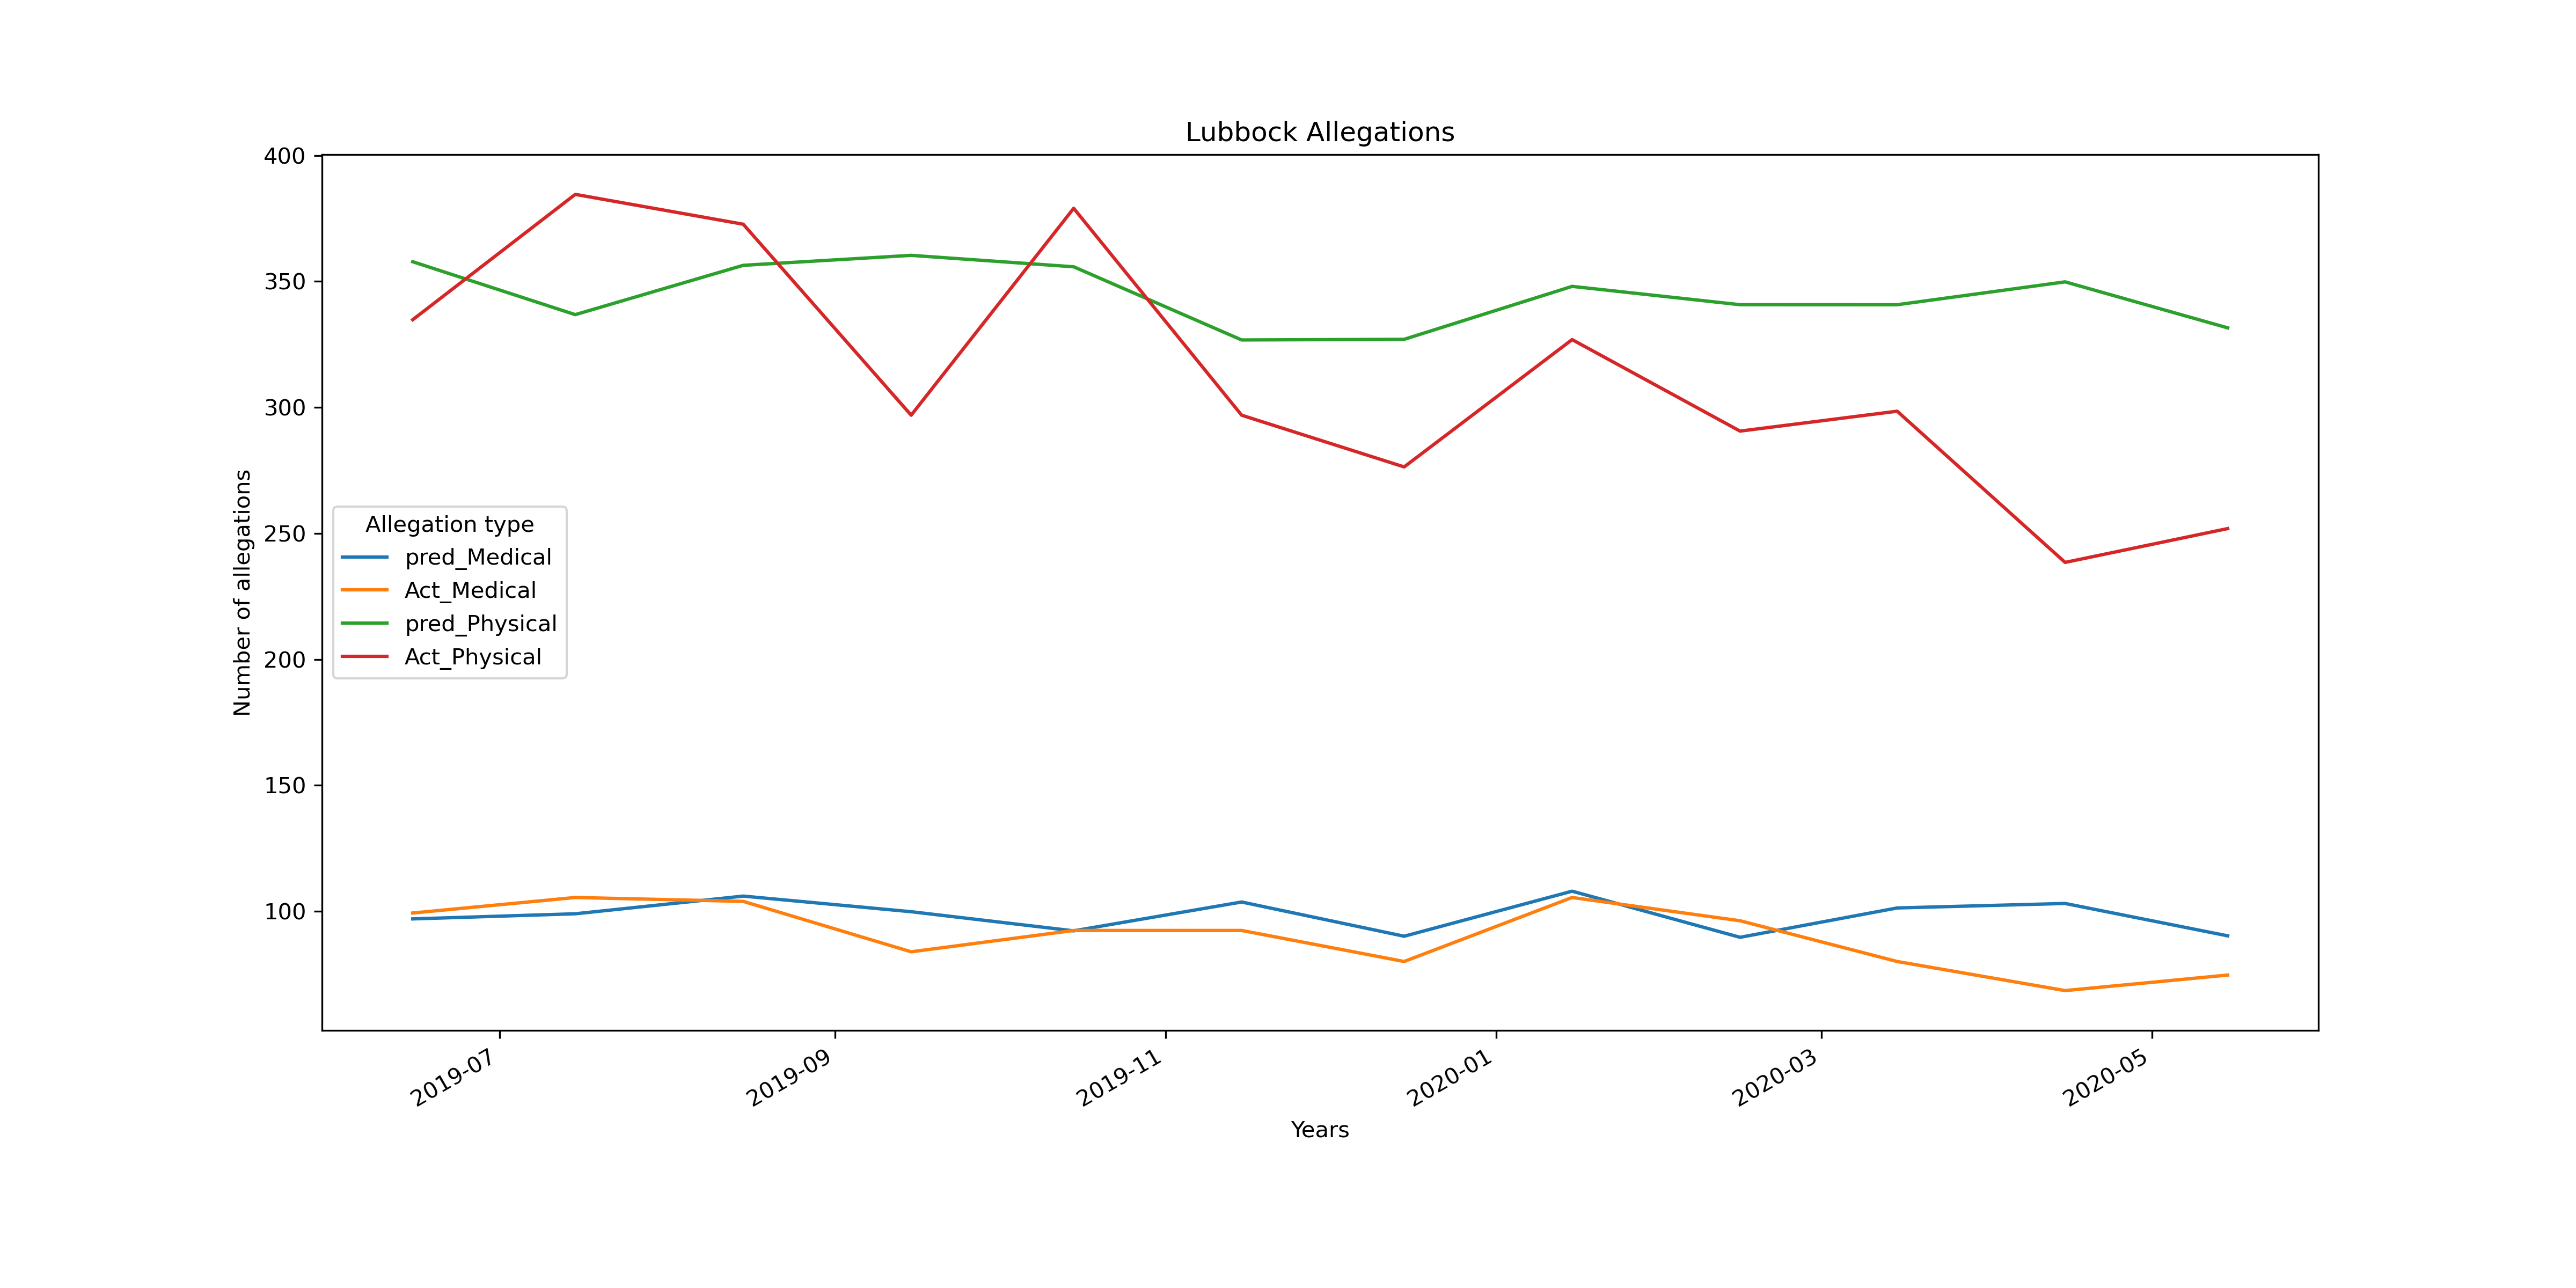 Lubbock Allegations
400
350
300
250
200
150
100
Number of allegations
Allegation type
pred_Medical
Act_Medical
pred_Physical
Act_Physical
2019-07
2019-09
2019-11
2020-01
2020-03
2020-05
Years